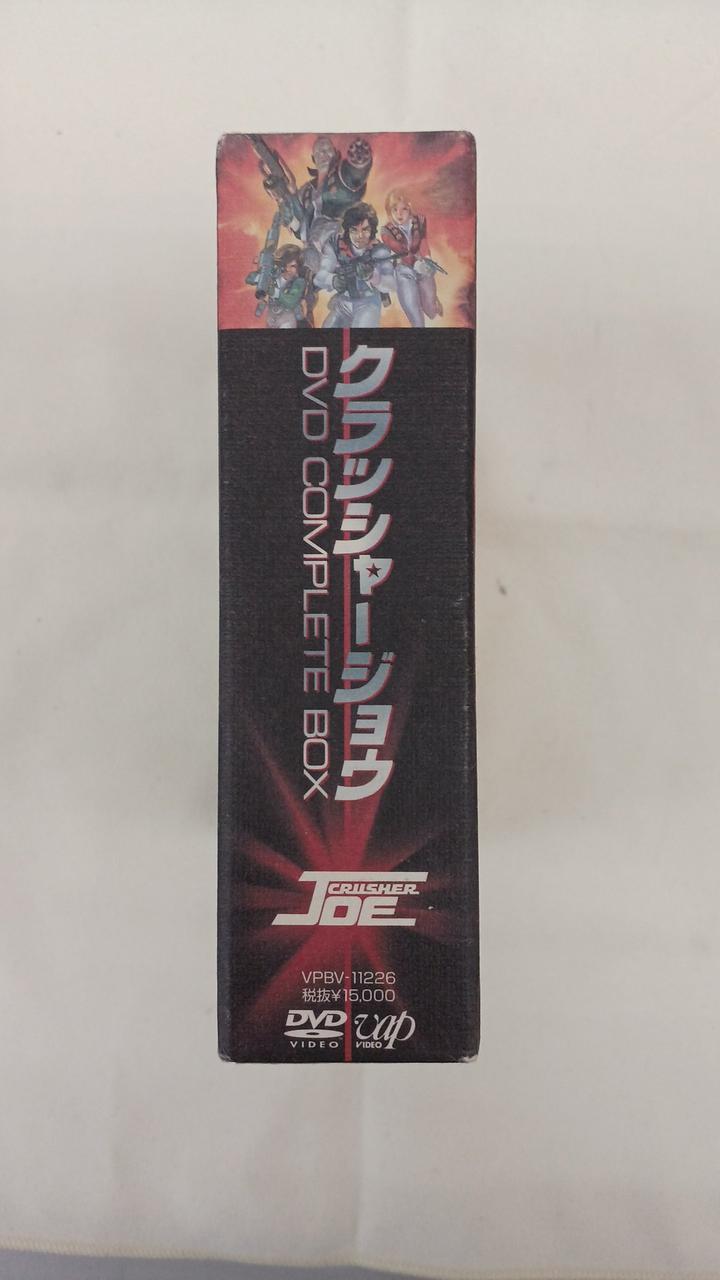 クラッシャージョウ
DVD COMPLETE BOX
CRUSHER
JOE
VPBV-11226
税抜¥15,000
DVD
VIDEO
vap
VIDEO